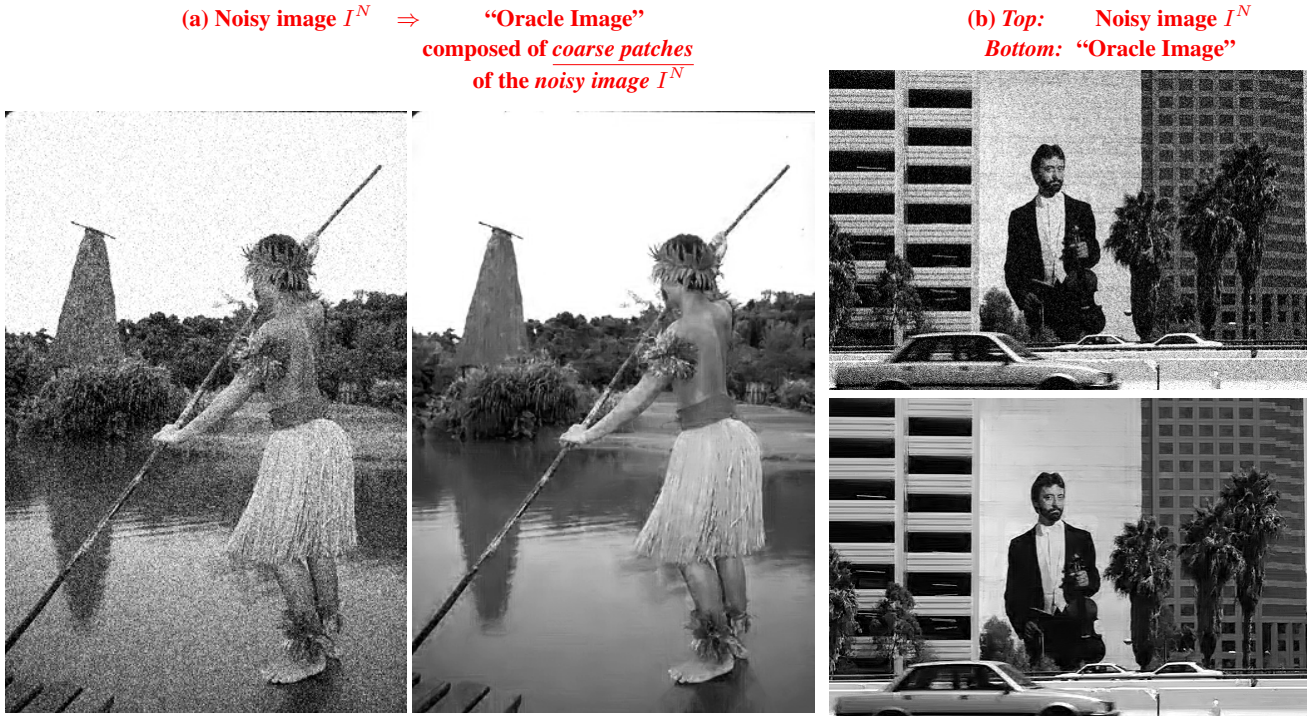 (a) Noisy image I^N ⇒ “Oracle Image”
composed of coarse patches
of the noisy image I^N
(b) Top: Noisy image I^N
Bottom: “Oracle Image”